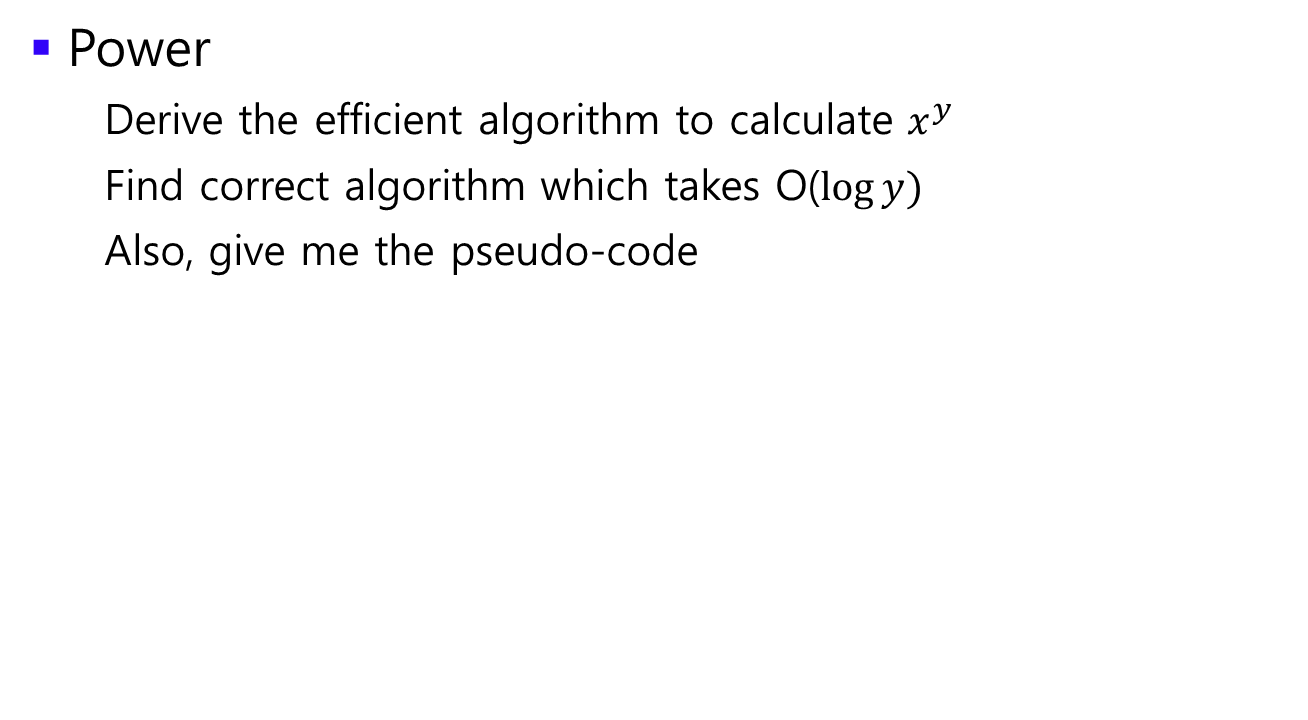 ▪ Power
Derive the efficient algorithm to calculate x^y
Find correct algorithm which takes O(log y)
Also, give me the pseudo-code